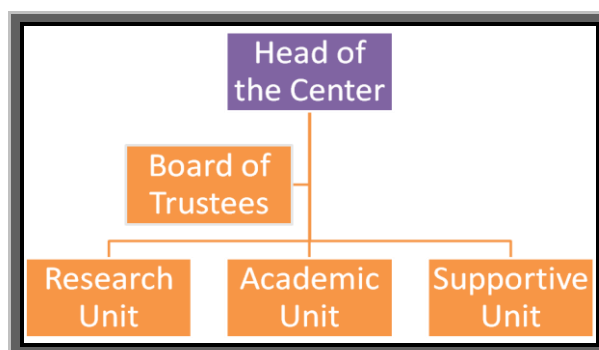 Head of
the Center
Board of
Trustees
Research
Unit
Academic
Unit
Supportive
Unit